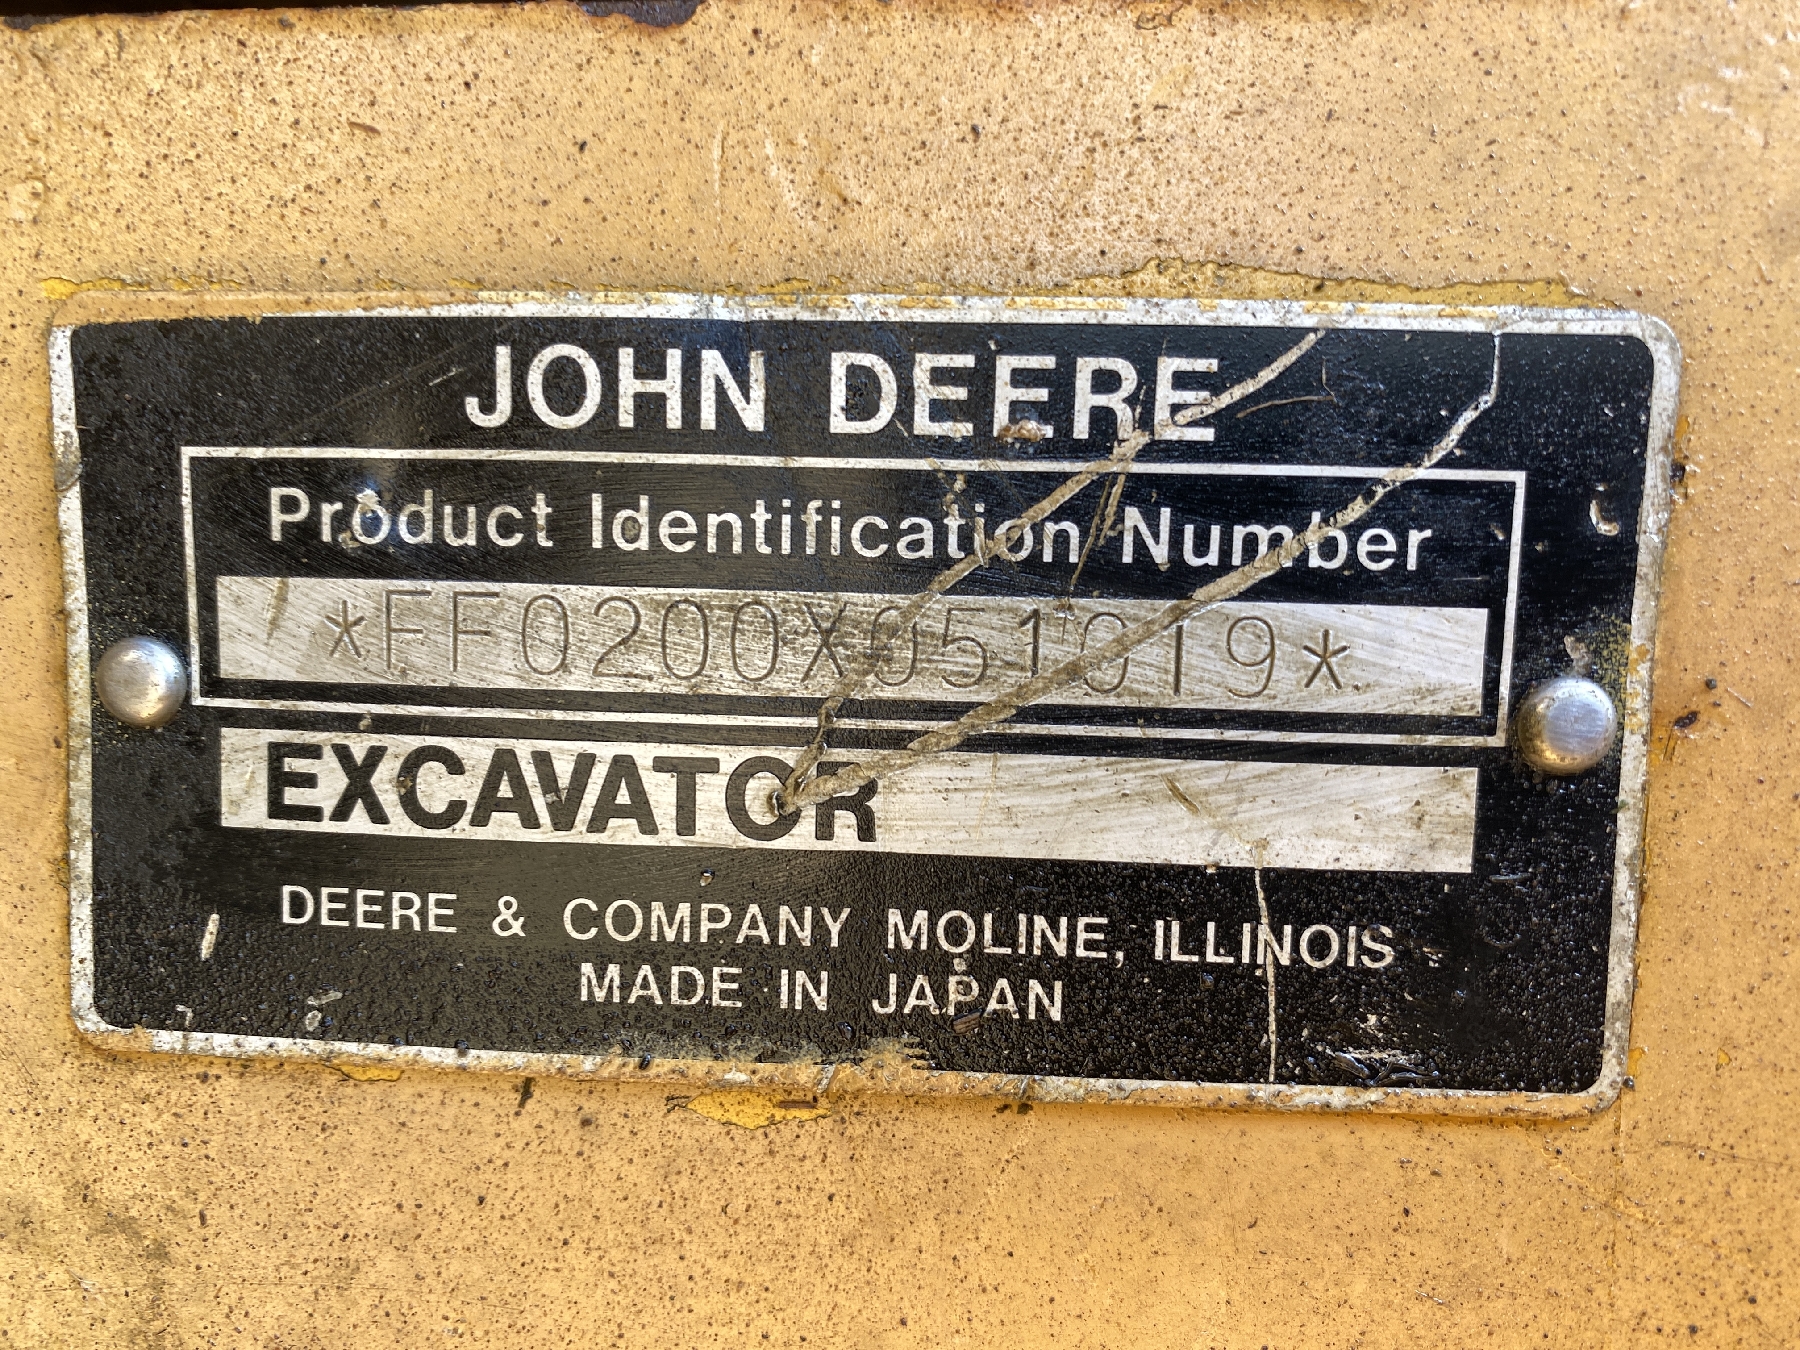 JOHN DEERE
Product Identification Number
*FF0200X051019*
EXCAVATOR
DEERE & COMPANY MOLINE, ILLINOIS
MADE IN JAPAN